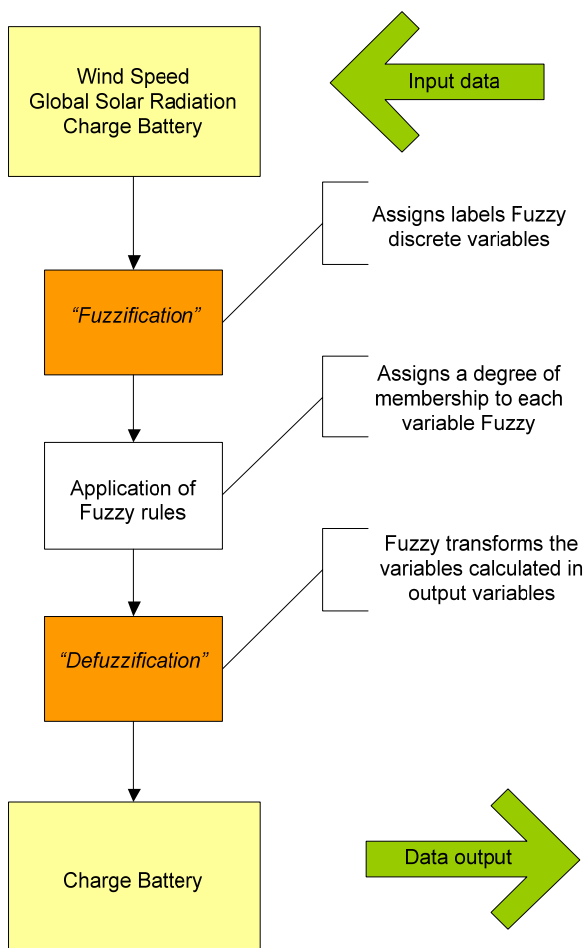 Wind Speed
Global Solar Radiation
Charge Battery
Input data
Assigns labels Fuzzy
discrete variables
“Fuzzification”
Assigns a degree of
membership to each
variable Fuzzy
Application of
Fuzzy rules
Fuzzy transforms the
variables calculated in
output variables
“Defuzzification”
Charge Battery
Data output